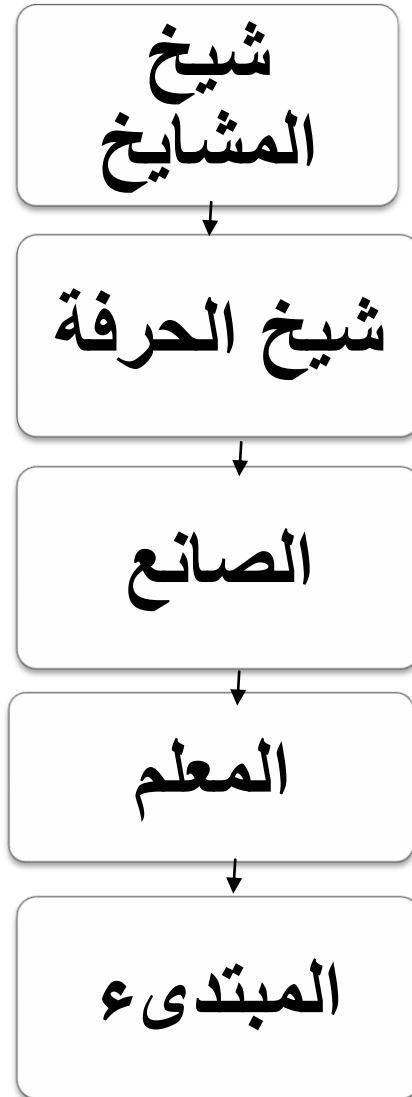 شيخ
المشايخ
شيخ الحرفة
الصانع
المعلم
المبتدىء